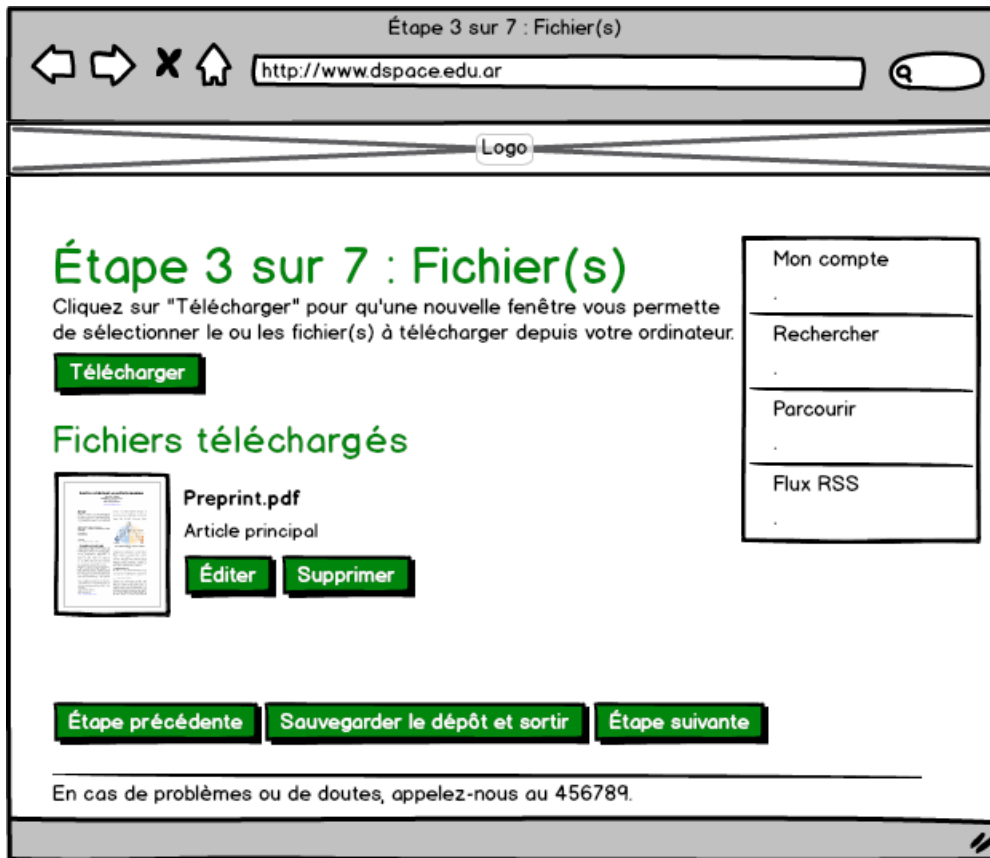 Étape 3 sur 7 : Fichier(s)
http://www.dspace.edu.ar
Logo
Étape 3 sur 7 : Fichier(s)
Cliquez sur "Télécharger" pour qu'une nouvelle fenêtre vous permette
de sélectionner le ou les fichier(s) à télécharger depuis votre ordinateur.
Télécharger
Fichiers téléchargés
Preprint.pdf
Article principal
Éditer Supprimer
Mon compte
.
Rechercher
.
Parcourir
.
Flux RSS
.
Étape précédente Sauvegarder le dépôt et sortir Étape suivante
En cas de problèmes ou de doutes, appelez-nous au 456789.